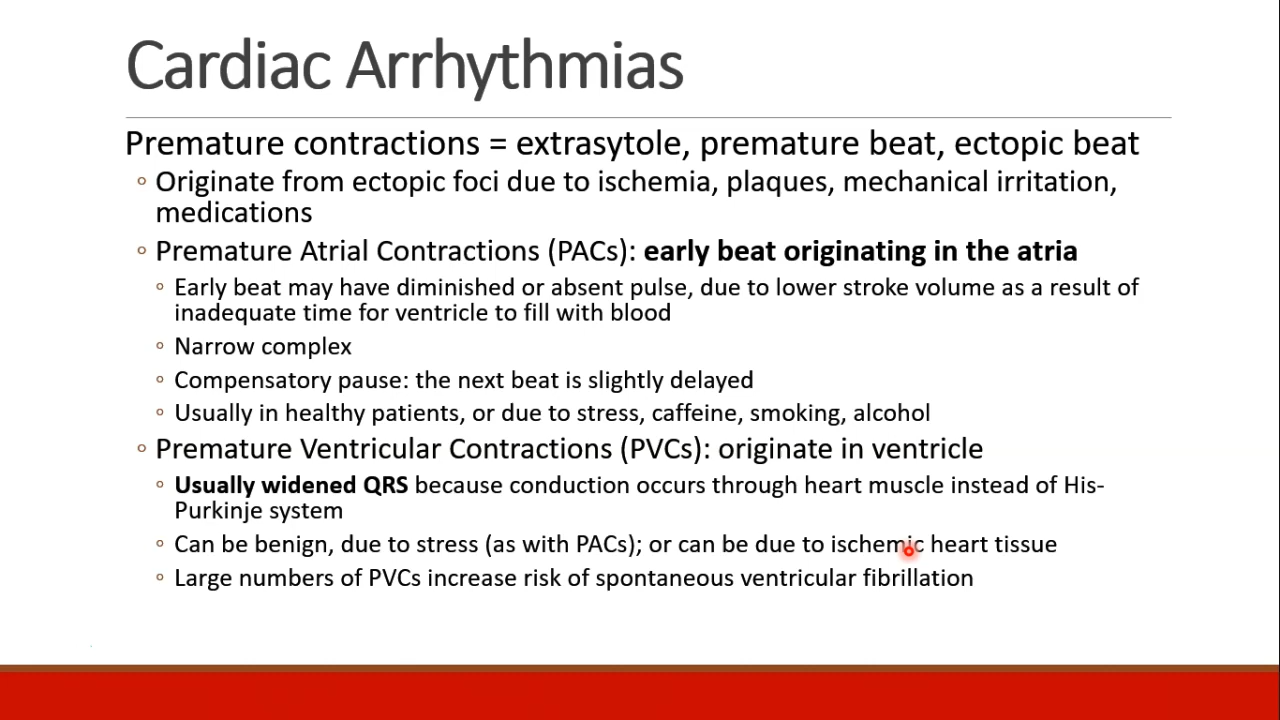 Cardiac Arrhythmias
Premature contractions = extrasytole, premature beat, ectopic beat
◦ Originate from ectopic foci due to ischemia, plaques, mechanical irritation,
medications
◦ Premature Atrial Contractions (PACs): early beat originating in the atria
◦ Early beat may have diminished or absent pulse, due to lower stroke volume as a result of
inadequate time for ventricle to fill with blood
◦ Narrow complex
◦ Compensatory pause: the next beat is slightly delayed
◦ Usually in healthy patients, or due to stress, caffeine, smoking, alcohol
◦ Premature Ventricular Contractions (PVCs): originate in ventricle
◦ Usually widened QRS because conduction occurs through heart muscle instead of His-
Purkinje system
◦ Can be benign, due to stress (as with PACs); or can be due to ischemic heart tissue
◦ Large numbers of PVCs increase risk of spontaneous ventricular fibrillation